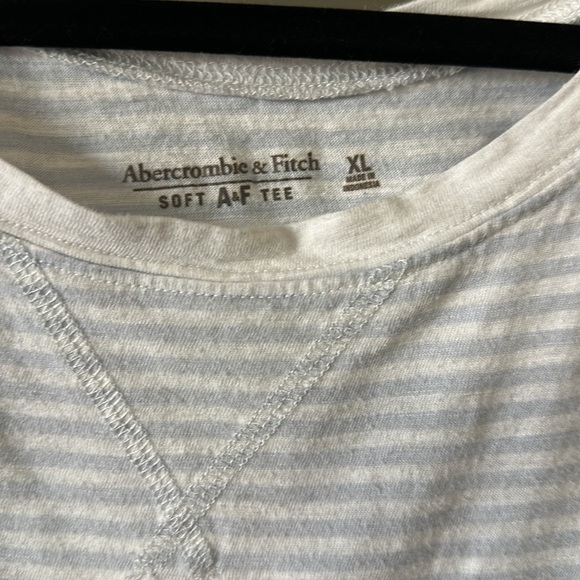 Abercrombie & Fitch
SOFT A&F TEE
XL
MADE IN
INDONESIA